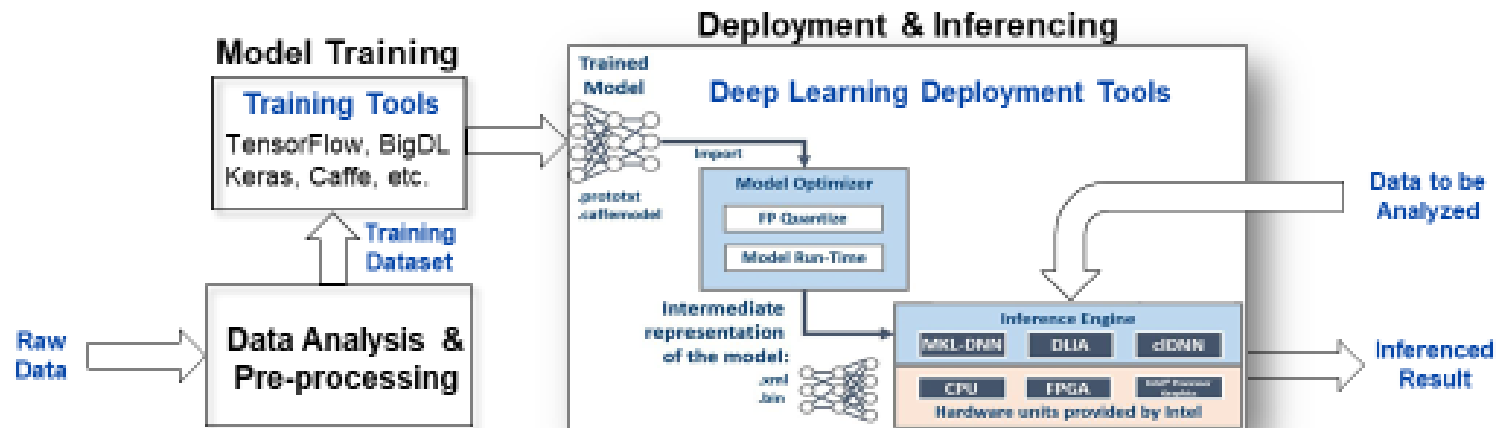 Deployment & Inferencing
Model Training
Training Tools
TensorFlow, BigDL
Keras, Caffe, etc.
Training
Dataset
Raw
Data
Data Analysis &
Pre-processing
Trained
Model
Deep Learning Deployment Tools
.prototxt
.caffemodel
Import
Model Optimizer
FP Quantize
Model Run-Time
Intermediate
representation
of the model:
.xml
.bin
Data to be
Analyzed
Inference Engine
MKL-DNN DLIA clDNN
CPU FPGA
Hardware units provided by Intel
Inferenced
Result